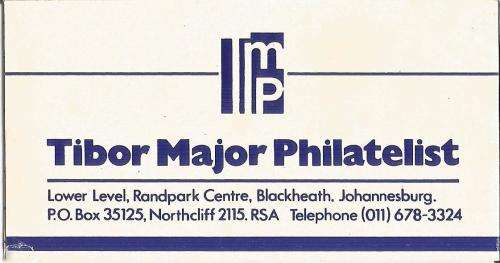 mp
Tibor Major Philatelist
Lower Level, Randpark Centre, Blackheath. Johannesburg.
P.O. Box 35125, Northcliff 2115. RSA Telephone (011) 678-3324